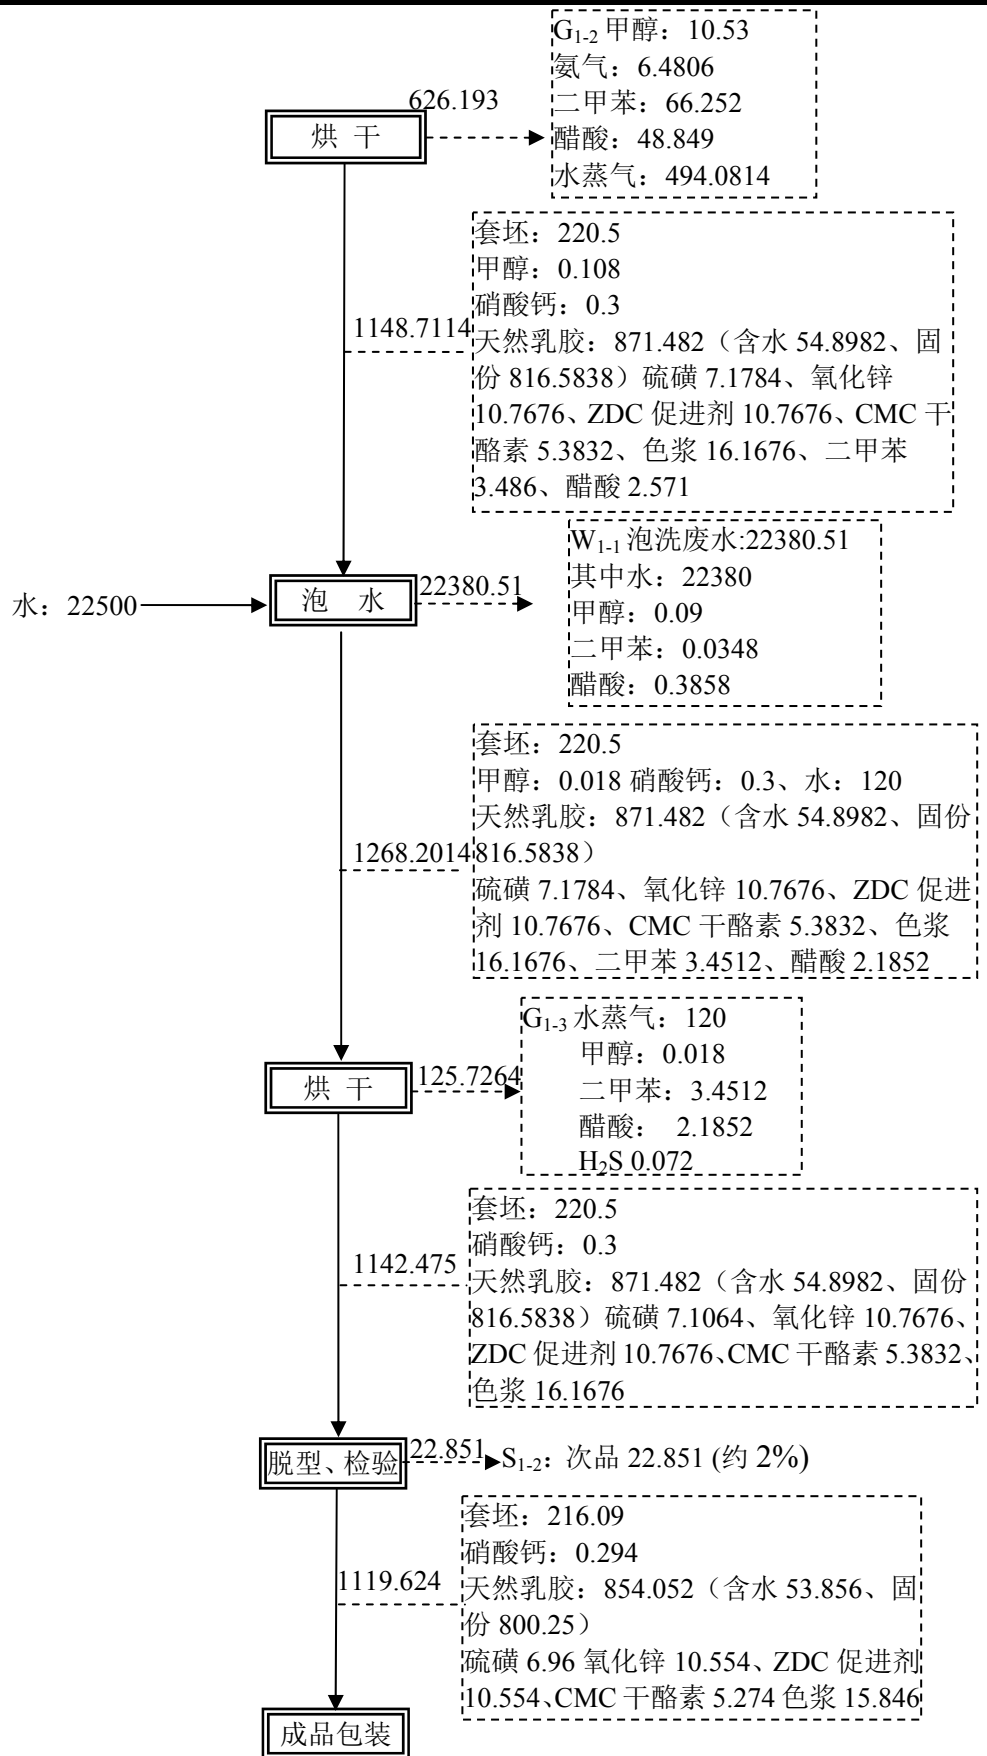 G1-2 甲醇：10.53
氨气：6.4806
626.193
二甲苯：66.252
烘 干
醋酸：48.849
水蒸气：494.0814
套坯：220.5
甲醇：0.108
硝酸钙：0.3
1148.7114
天然乳胶：871.482（含水 54.8982、固
份 816.5838）硫磺 7.1784、氧化锌
10.7676、ZDC 促进剂 10.7676、CMC 干
酪素 5.3832、色浆 16.1676、二甲苯
3.486、醋酸 2.571
W1-1 泡洗废水:22380.51
其中水：22380
水：22500
泡 水
22380.51
甲醇：0.09
二甲苯：0.0348
醋酸：0.3858
套坯：220.5
甲醇：0.018 硝酸钙：0.3、水：120
天然乳胶：871.482（含水 54.8982、固份
1268.2014
816.5838）
硫磺 7.1784、氧化锌 10.7676、ZDC 促进
剂 10.7676、CMC 干酪素 5.3832、色浆
16.1676、二甲苯 3.4512、醋酸 2.1852
G1-3 水蒸气：120
甲醇：0.018
烘 干
125.7264
二甲苯：3.4512
醋酸： 2.1852
H2S 0.072
套坯：220.5
硝酸钙：0.3
1142.475
天然乳胶：871.482（含水 54.8982、固份
816.5838）硫磺 7.1064、氧化锌 10.7676、
ZDC 促进剂 10.7676、CMC 干酪素 5.3832、
色浆 16.1676
脱型、检验
22.851
S1-2：次品 22.851 (约 2%)
套坯：216.09
硝酸钙：0.294
1119.624
天然乳胶：854.052（含水 53.856、固
份 800.25）
硫磺 6.96 氧化锌 10.554、ZDC 促进剂
10.554、CMC 干酪素 5.274 色浆 15.846
成品包装